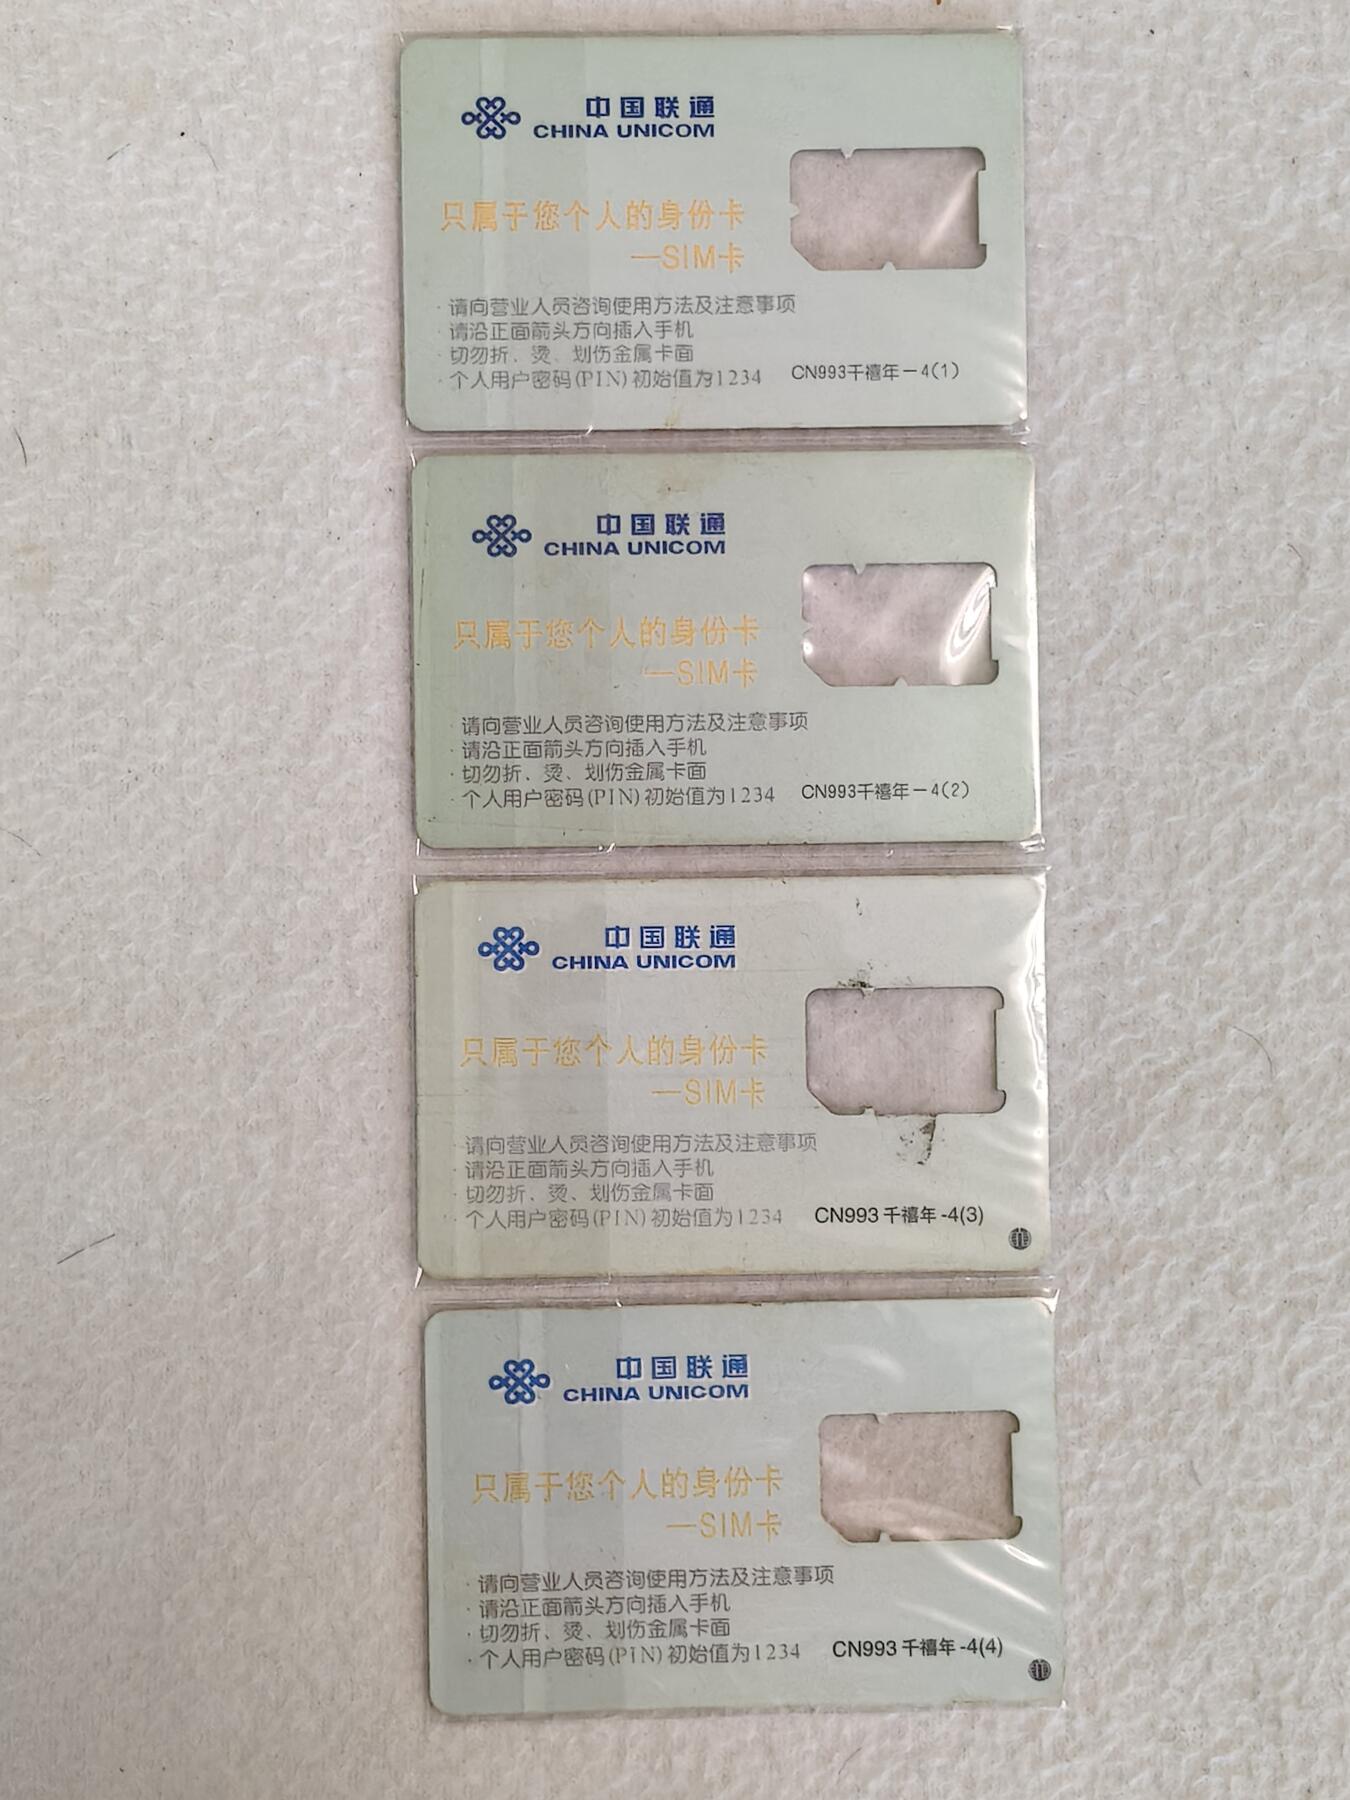 中国联通
CHINA UNICOM
只属于您个人的身份卡
—SIM卡
·请向营业人员咨询使用方法及注意事项
·请沿正面箭头方向插入手机
·切勿折、烫、划伤金属卡面
·个人用户密码(PIN)初始值为1234
CN993千禧年－4(1)
中国联通
CHINA UNICOM
只属于您个人的身份卡
—SIM卡
·请向营业人员咨询使用方法及注意事项
·请沿正面箭头方向插入手机
·切勿折、烫、划伤金属卡面
·个人用户密码(PIN)初始值为1234
CN993千禧年－4(2)
中国联通
CHINA UNICOM
只属于您个人的身份卡
—SIM卡
·请向营业人员咨询使用方法及注意事项
·请沿正面箭头方向插入手机
·切勿折、烫、划伤金属卡面
·个人用户密码(PIN)初始值为1234
CN993 千禧年 -4(3)
中国联通
CHINA UNICOM
只属于您个人的身份卡
—SIM卡
·请向营业人员咨询使用方法及注意事项
·请沿正面箭头方向插入手机
·切勿折、烫、划伤金属卡面
·个人用户密码(PIN)初始值为1234
CN993 千禧年 -4(4)